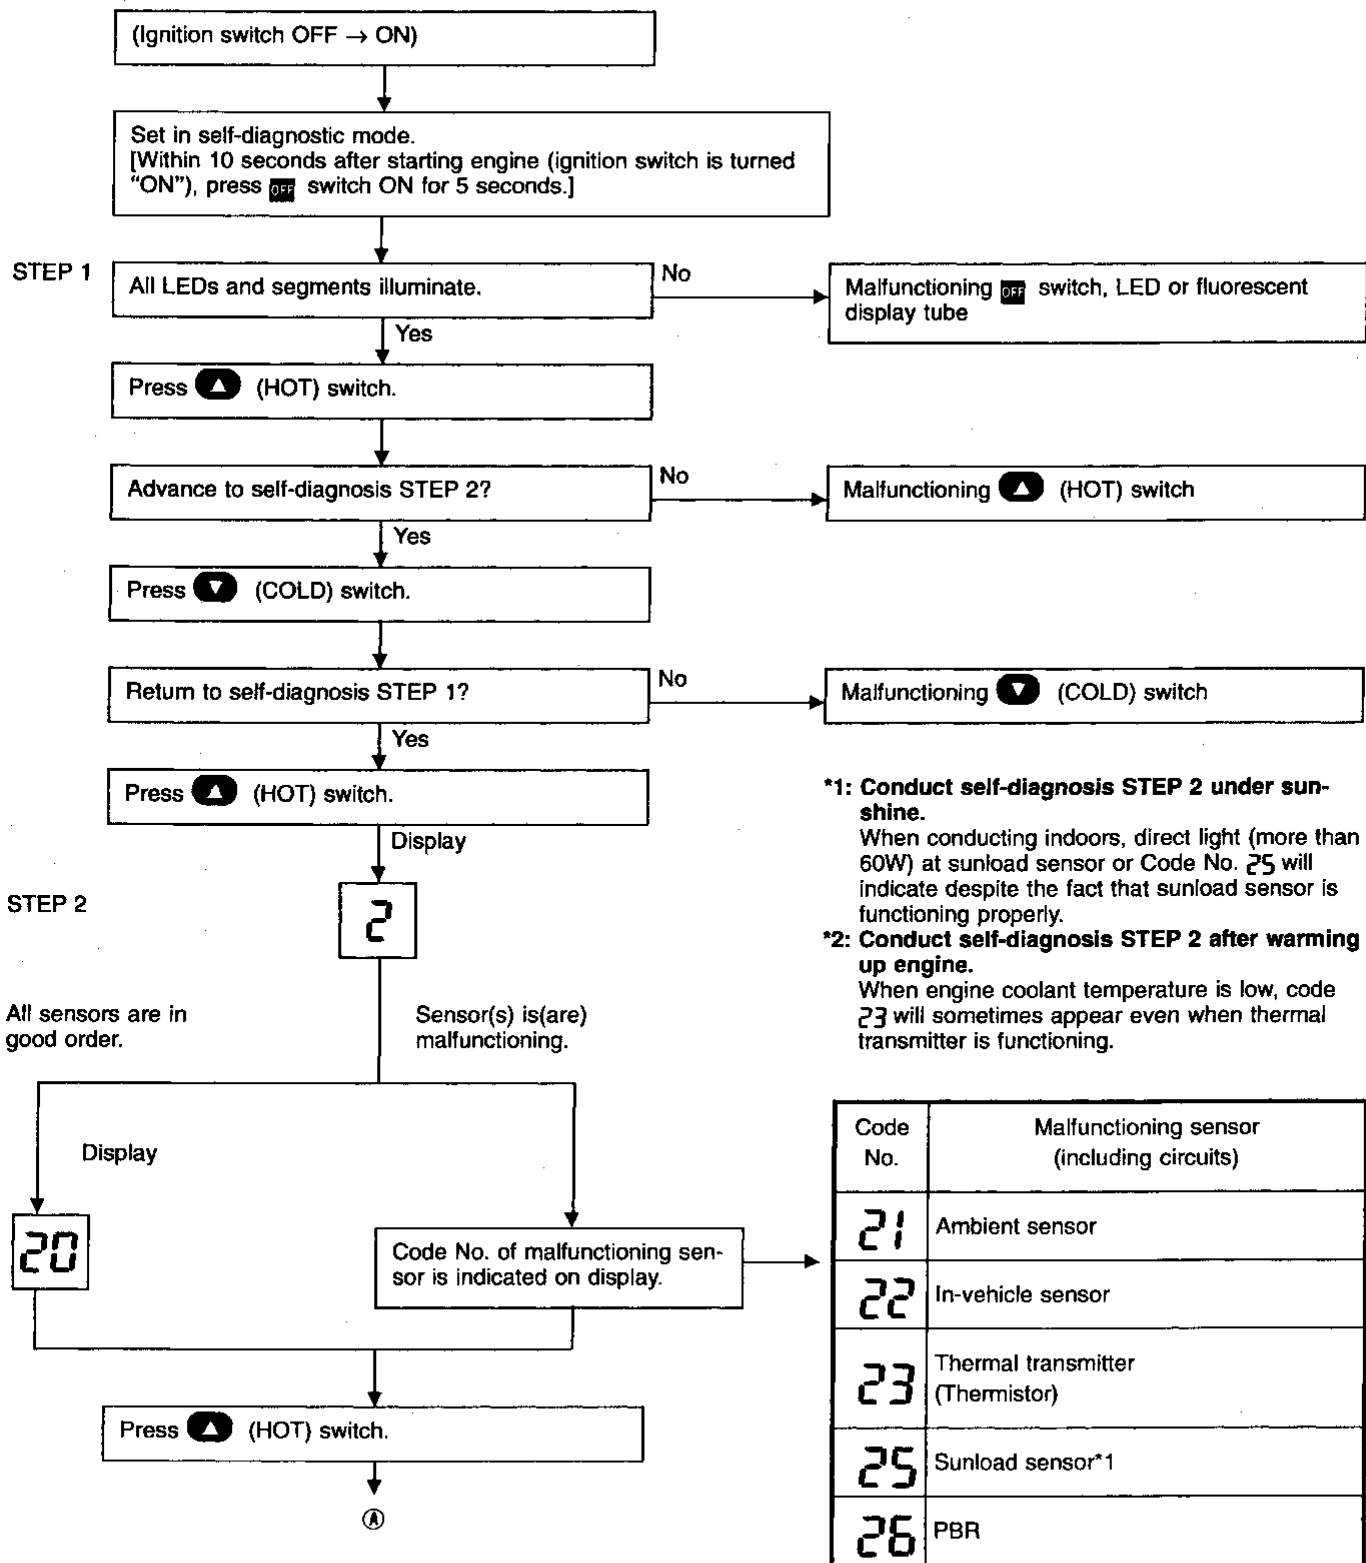 (Ignition switch OFF → ON)
Set in self-diagnostic mode.
[Within 10 seconds after starting engine (ignition switch is turned
“ON”), press OFF switch ON for 5 seconds.]
STEP 1
All LEDs and segments illuminate.
No
Malfunctioning OFF switch, LED or fluorescent
display tube
Yes
Press ▲ (HOT) switch.
Advance to self-diagnosis STEP 2?
No
Malfunctioning ▲ (HOT) switch
Yes
Press ▼ (COLD) switch.
Return to self-diagnosis STEP 1?
No
Malfunctioning ▼ (COLD) switch
Yes
Press ▲ (HOT) switch.
Display
STEP 2
2
*1: Conduct self-diagnosis STEP 2 under sun-
shine.
When conducting indoors, direct light (more than
60W) at sunload sensor or Code No. 25 will
indicate despite the fact that sunload sensor is
functioning properly.
*2: Conduct self-diagnosis STEP 2 after warming
up engine.
When engine coolant temperature is low, code
23 will sometimes appear even when thermal
transmitter is functioning.
All sensors are in
good order.
Sensor(s) is(are)
malfunctioning.
Display
20
Code No. of malfunctioning sen-
sor is indicated on display.
Press ▲ (HOT) switch.
Ⓐ
Code
No.
Malfunctioning sensor
(including circuits)
21 Ambient sensor
22 In-vehicle sensor
23 Thermal transmitter
(Thermistor)
25 Sunload sensor*1
26 PBR